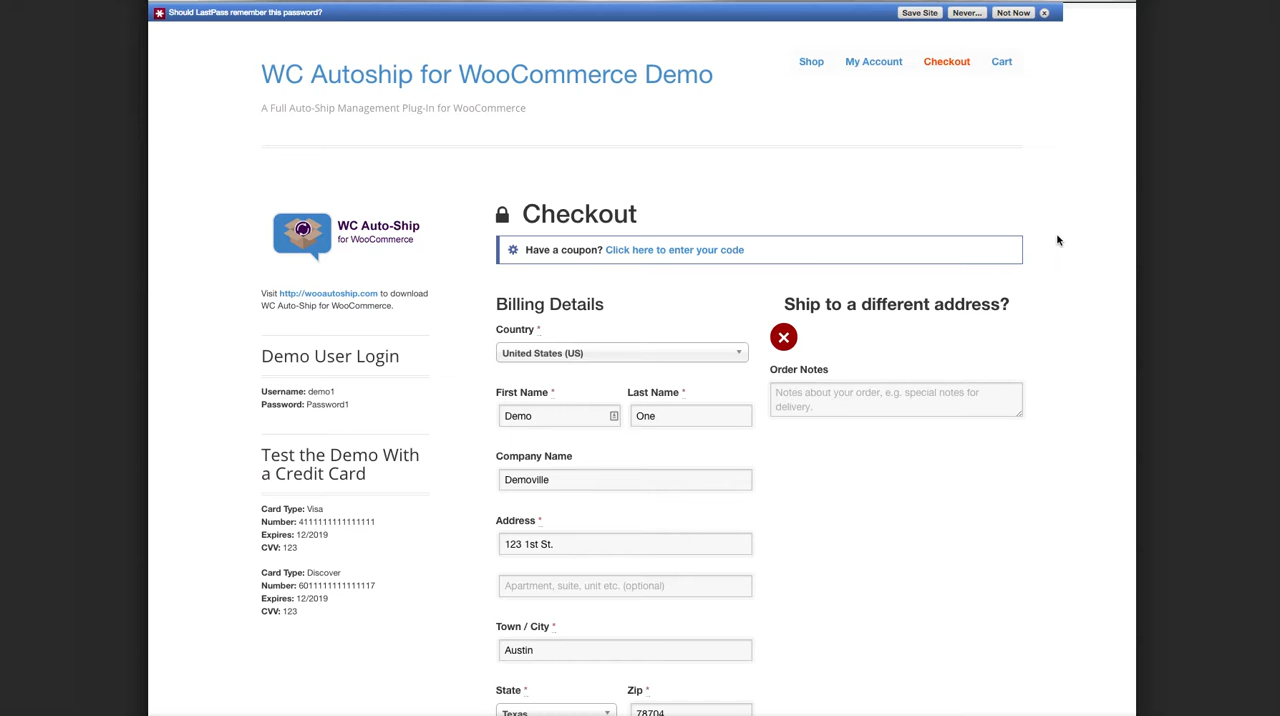 Should LastPass remember this password?
Save Site
Never...
Not Now
WC Autoship for WooCommerce Demo
Shop
My Account
Checkout
Cart
A Full Auto-Ship Management Plug-In for WooCommerce
WC Auto-Ship
for WooCommerce
Visit http://wooautoship.com to download
WC Auto-Ship for WooCommerce.
Demo User Login
Username: demo1
Password: Password1
Test the Demo With
a Credit Card
Card Type: Visa
Number: 4111111111111111
Expires: 12/2019
CVV: 123
Card Type: Discover
Number: 6011111111111117
Expires: 12/2019
CVV: 123
Checkout
Have a coupon? Click here to enter your code
Billing Details
Country *
United States (US)
First Name *
Last Name *
Demo
One
Company Name
Demoville
Address *
123 1st St.
Apartment, suite, unit etc. (optional)
Town / City *
Austin
State *
Zip *
Texas
78704
Ship to a different address?
Order Notes
Notes about your order, e.g. special notes for
delivery.